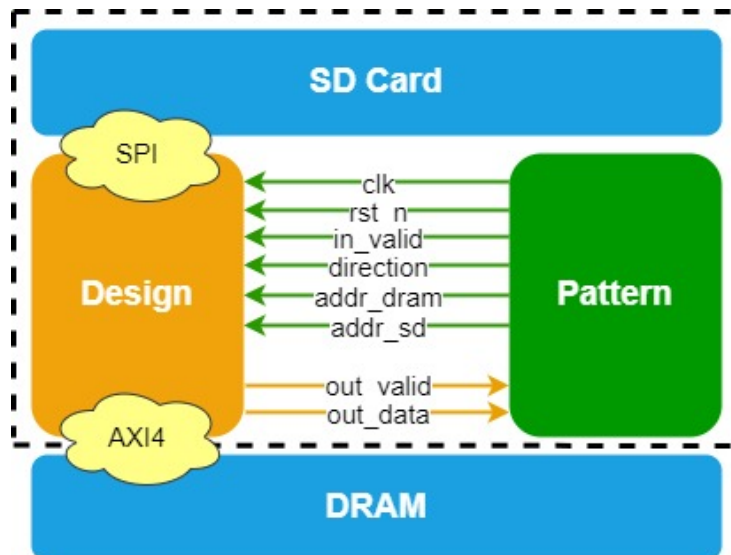 SD Card
SPI
clk
rst_n
in_valid
direction
addr_dram
addr_sd
Design
Pattern
out_valid
out_data
AXI4
DRAM